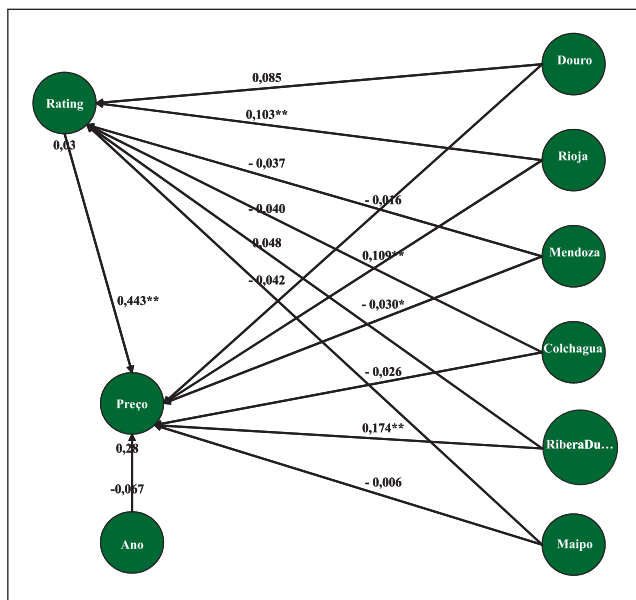 Douro
0,085
Rating
0,103**
0,03
Rioja
- 0,037
- 0,016
- 0,040
0,048
0,109**
Mendoza
- 0,042
0,443**
- 0,030*
Colchagua
- 0,026
Preço
0,174**
RiberaDu...
0,28
- 0,006
-0,067
Ano
Maipo